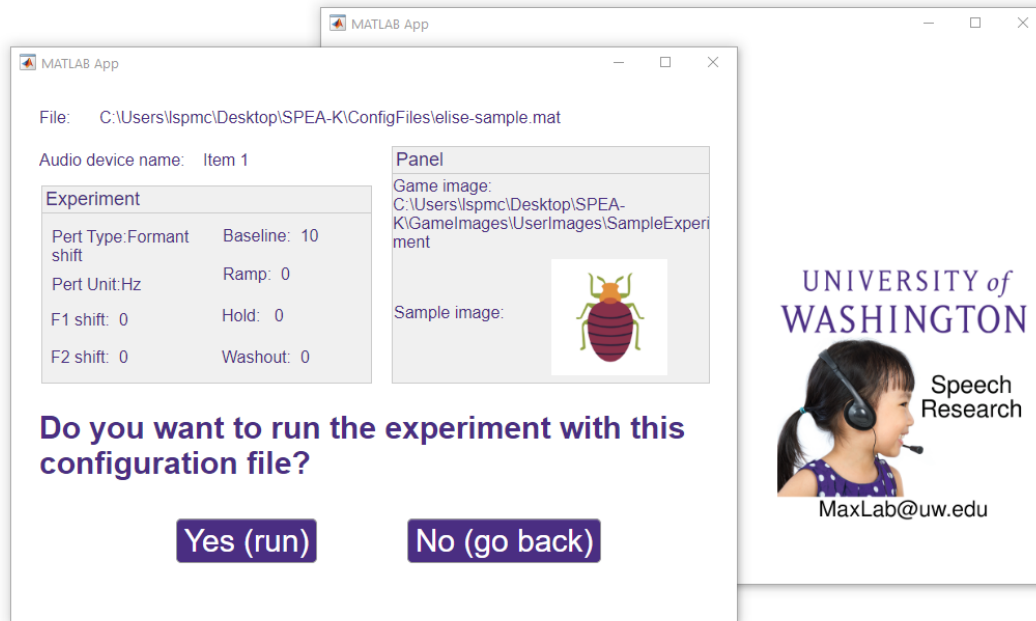 MATLAB App
MATLAB App
File: C:\Users\lspmc\Desktop\SPEA-K\ConfigFiles\elise-sample.mat
Audio device name: Item 1
Experiment
Pert Type:Formant
shift
Pert Unit:Hz
F1 shift: 0
F2 shift: 0
Baseline: 10
Ramp: 0
Hold: 0
Washout: 0
Panel
Game image:
C:\Users\lspmc\Desktop\SPEA-
K\GameImages\UserImages\SampleExperi
ment
Sample image:
Do you want to run the experiment with this
configuration file?
Yes (run)
No (go back)
UNIVERSITY of
WASHINGTON
Speech
Research
MaxLab@uw.edu